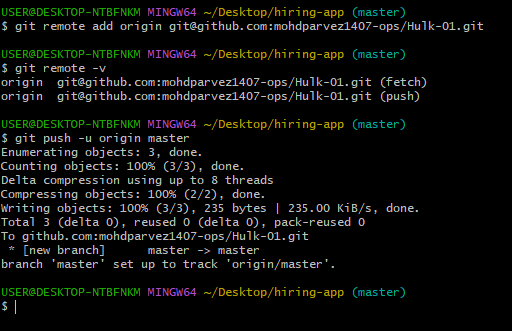 USER@DESKTOP-NTBFNKM MINGW64 ~/Desktop/hiring-app (master)
$ git remote add origin git@github.com:mohdparvez1407-ops/Hulk-01.git
USER@DESKTOP-NTBFNKM MINGW64 ~/Desktop/hiring-app (master)
$ git remote -v
origin  git@github.com:mohdparvez1407-ops/Hulk-01.git (fetch)
origin  git@github.com:mohdparvez1407-ops/Hulk-01.git (push)
USER@DESKTOP-NTBFNKM MINGW64 ~/Desktop/hiring-app (master)
$ git push -u origin master
Enumerating objects: 3, done.
Counting objects: 100% (3/3), done.
Delta compression using up to 8 threads
Compressing objects: 100% (2/2), done.
Writing objects: 100% (3/3), 235 bytes | 235.00 KiB/s, done.
Total 3 (delta 0), reused 0 (delta 0), pack-reused 0
To github.com:mohdparvez1407-ops/Hulk-01.git
 * [new branch]      master -> master
branch 'master' set up to track 'origin/master'.
USER@DESKTOP-NTBFNKM MINGW64 ~/Desktop/hiring-app (master)
$